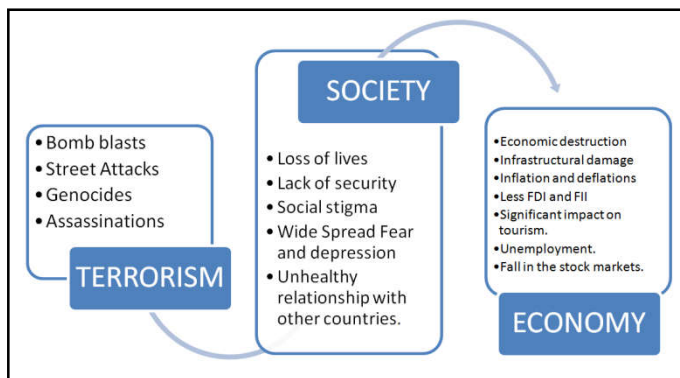 •Bomb blasts
•Street Attacks
•Genocides
•Assassinations
TERRORISM
SOCIETY
•Loss of lives
•Lack of security
•Social stigma
•Wide Spread Fear
and depression
•Unhealthy
relationship with
other countries.
•Economic destruction
•Infrastructural damage
•Inflation and deflations
•Less FDI and FII
•Significant impact on
tourism.
•Unemployment.
•Fall in the stock markets.
ECONOMY